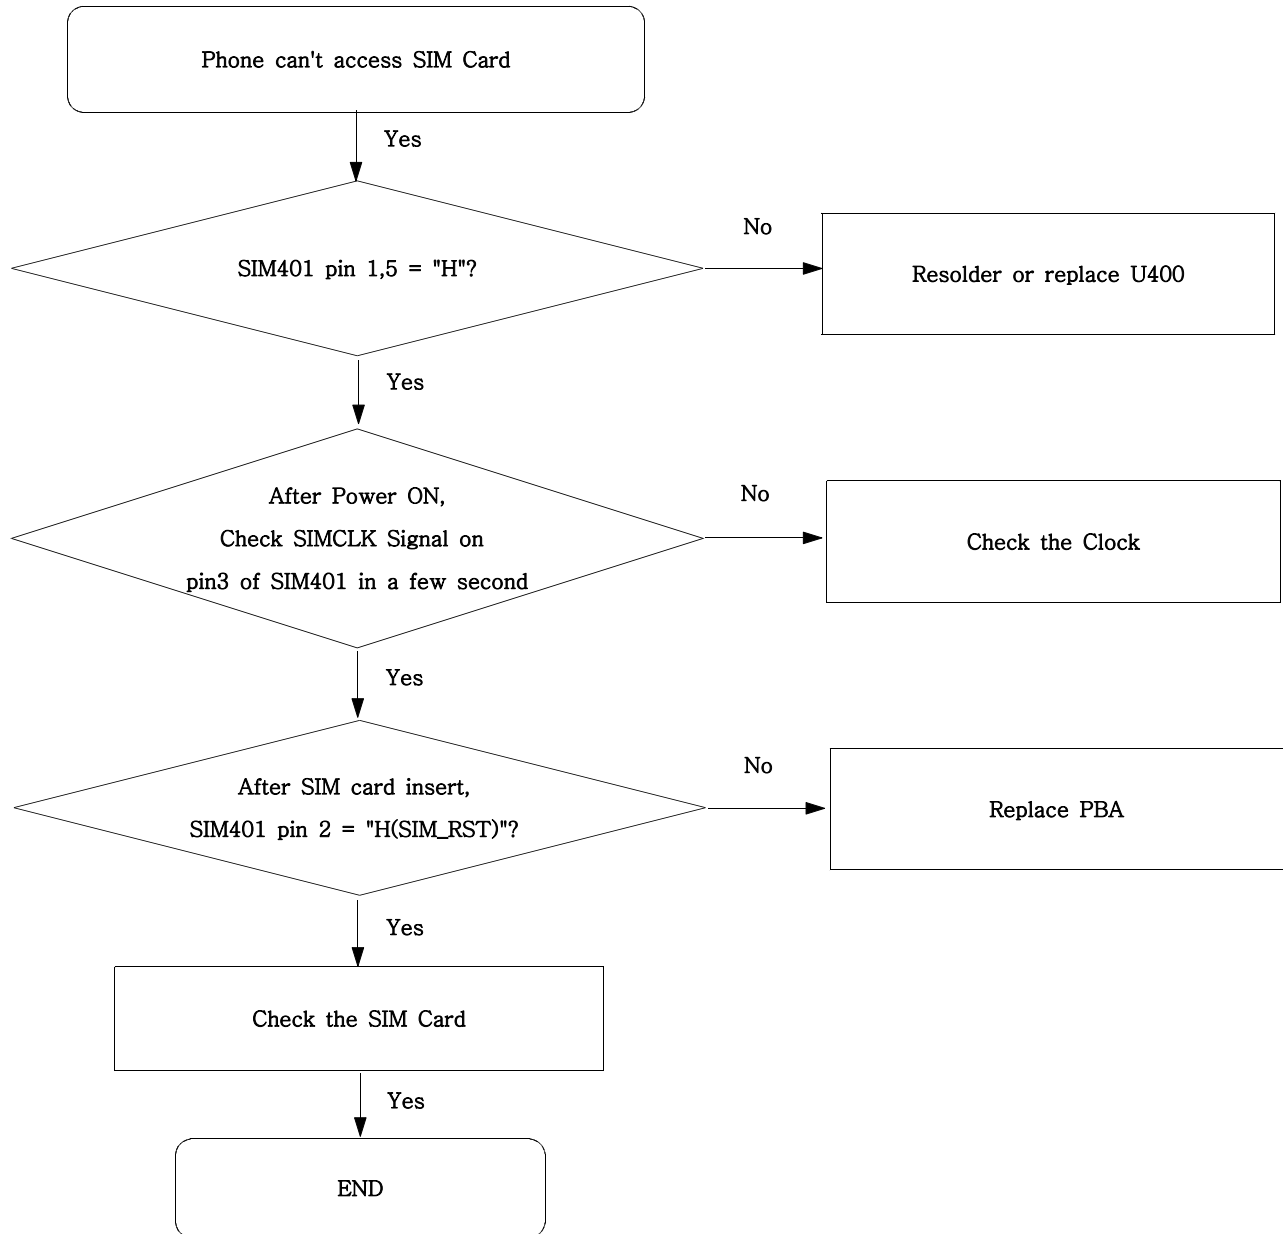 Phone can't access SIM Card
Yes
SIM401 pin 1,5 = "H"?
No
Resolder or replace U400
Yes
After Power ON,
Check SIMCLK Signal on
pin3 of SIM401 in a few second
No
Check the Clock
Yes
After SIM card insert,
SIM401 pin 2 = "H(SIM_RST)"?
No
Replace PBA
Yes
Check the SIM Card
Yes
END